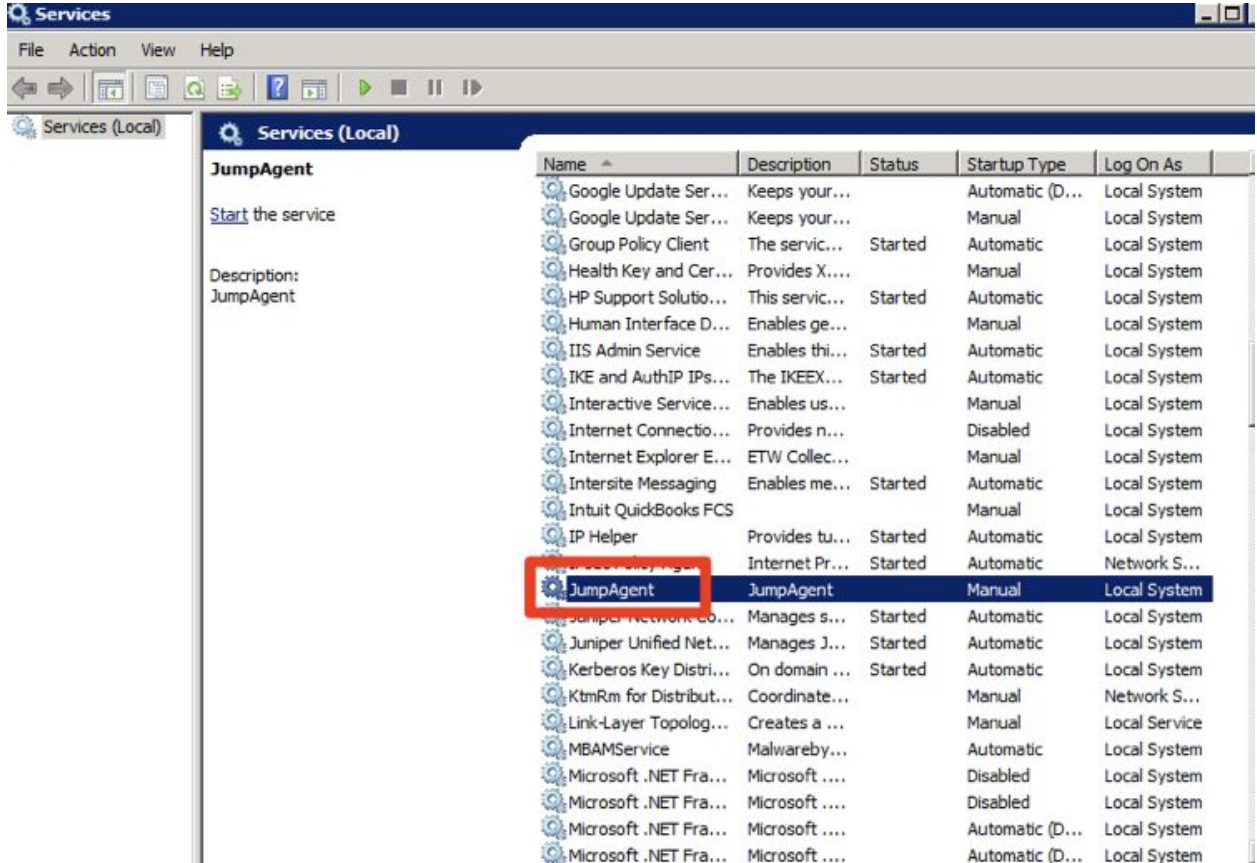 Services
File Action View Help
Services (Local)
Services (Local)
JumpAgent
Start the service
Description:
JumpAgent
Name Description Status Startup Type Log On As
Google Update Ser... Keeps your... Automatic (D... Local System
Google Update Ser... Keeps your... Manual Local System
Group Policy Client The servic... Started Automatic Local System
Health Key and Cer... Provides X.... Manual Local System
HP Support Solutio... This servic... Started Automatic Local System
Human Interface D... Enables ge... Manual Local System
IIS Admin Service Enables thi... Started Automatic Local System
IKE and AuthIP IPs... The IKEEX... Started Automatic Local System
Interactive Service... Enables us... Manual Local System
Internet Connectio... Provides n... Disabled Local System
Internet Explorer E... ETW Collec... Manual Local System
Intersite Messaging Enables me... Started Automatic Local System
Intuit QuickBooks FCS Manual Local System
IP Helper Provides tu... Started Automatic Local System
Internet Pr... Started Automatic Network S...
JumpAgent JumpAgent Manual Local System
Juniper Network Co... Manages s... Started Automatic Local System
Juniper Unified Net... Manages J... Started Automatic Local System
Kerberos Key Distri... On domain ... Started Automatic Local System
KtmRm for Distribut... Coordinate... Manual Network S...
Link-Layer Topolog... Creates a ... Manual Local Service
MBAMService Malwareby... Automatic Local System
Microsoft .NET Fra... Microsoft .... Disabled Local System
Microsoft .NET Fra... Microsoft .... Disabled Local System
Microsoft .NET Fra... Microsoft .... Automatic (D... Local System
Microsoft .NET Fra... Microsoft .... Automatic (D... Local System